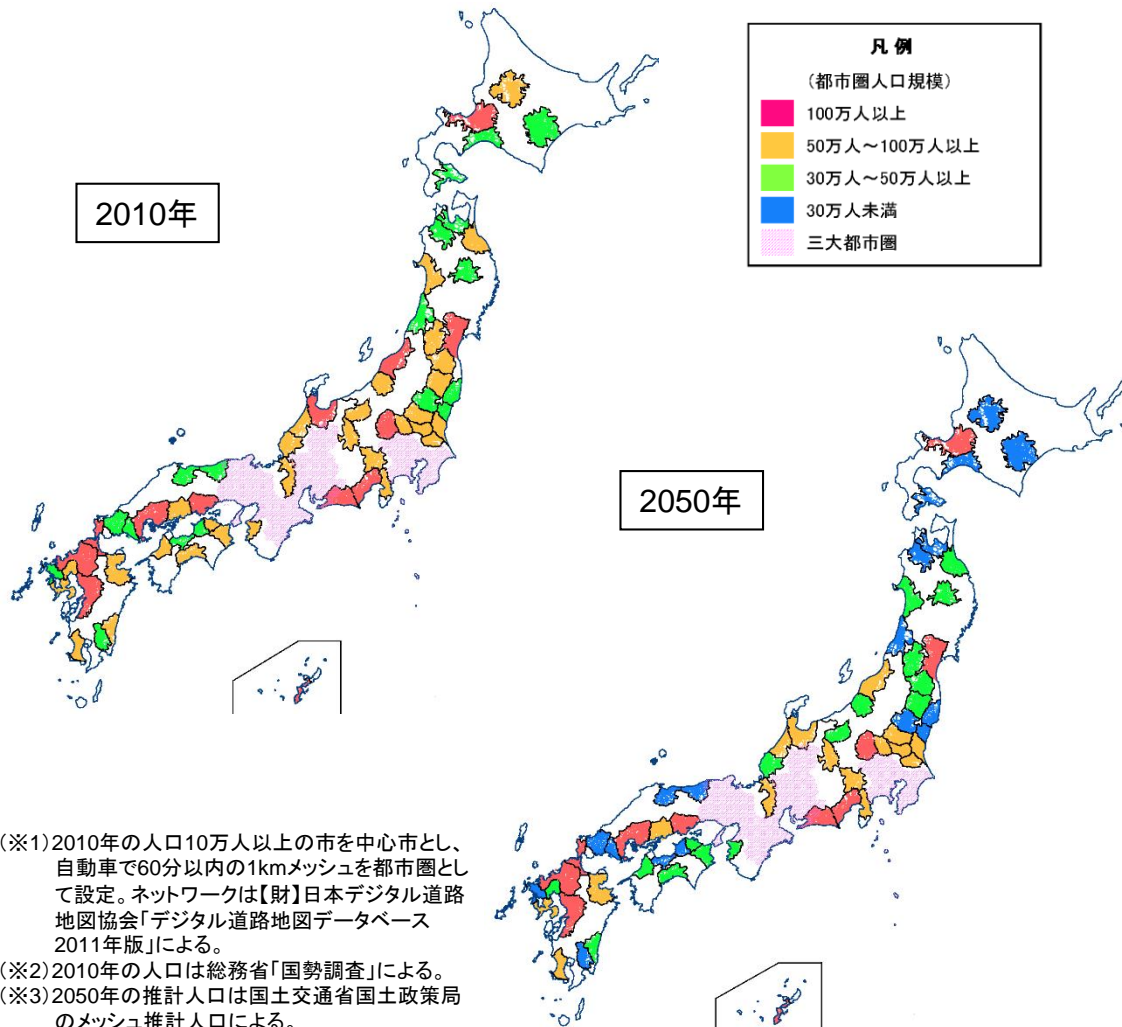 凡 例
(都市圏人口規模)
100万人以上
50万人～100万人以上
30万人～50万人以上
30万人未満
三大都市圏
2010年
2050年
(※1)2010年の人口10万人以上の市を中心市とし、
自動車で60分以内の1kmメッシュを都市圏とし
て設定。ネットワークは【財】日本デジタル道路
地図協会「デジタル道路地図データベース
2011年版」による。
(※2)2010年の人口は総務省「国勢調査」による。
(※3)2050年の推計人口は国土交通省国土政策局
のメッシュ推計人口による。